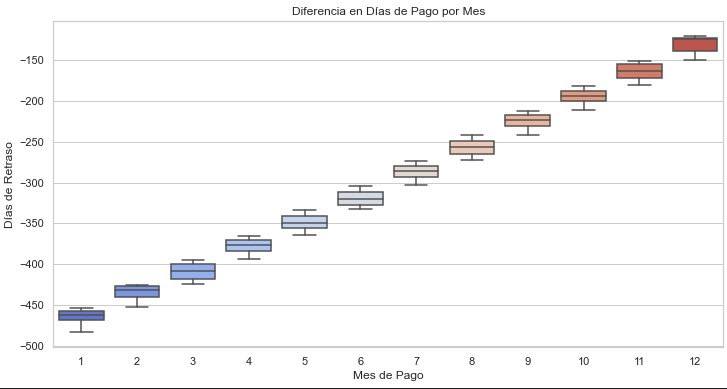 Diferencia en Días de Pago por Mes
Días de Retraso
−150
−200
−250
−300
−350
−400
−450
−500
1 2 3 4 5 6 7 8 9 10 11 12
Mes de Pago